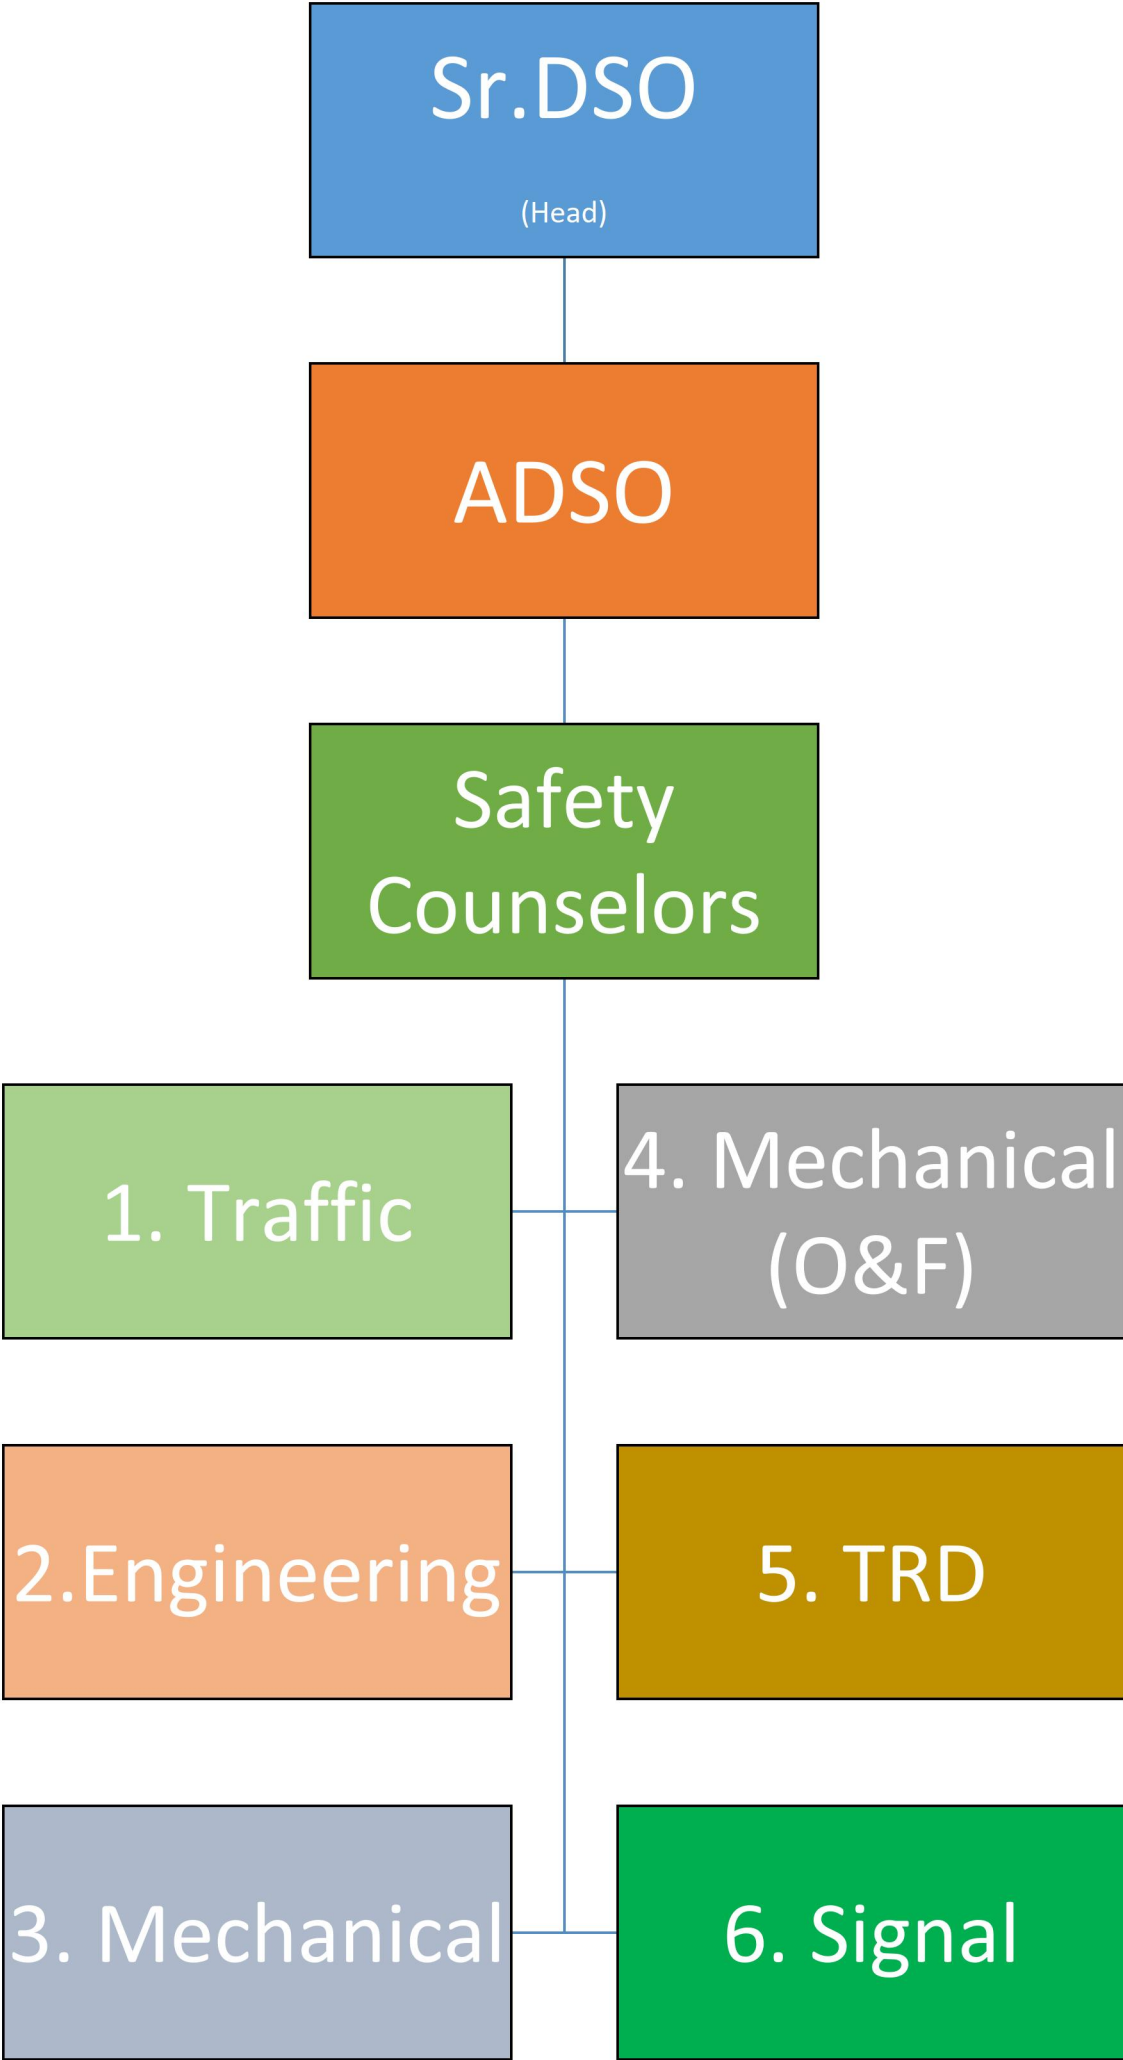 Sr.DSO
(Head)
ADSO
Safety
Counselors
1. Traffic
4. Mechanical
(O&F)
2.Engineering
5. TRD
3. Mechanical
6. Signal